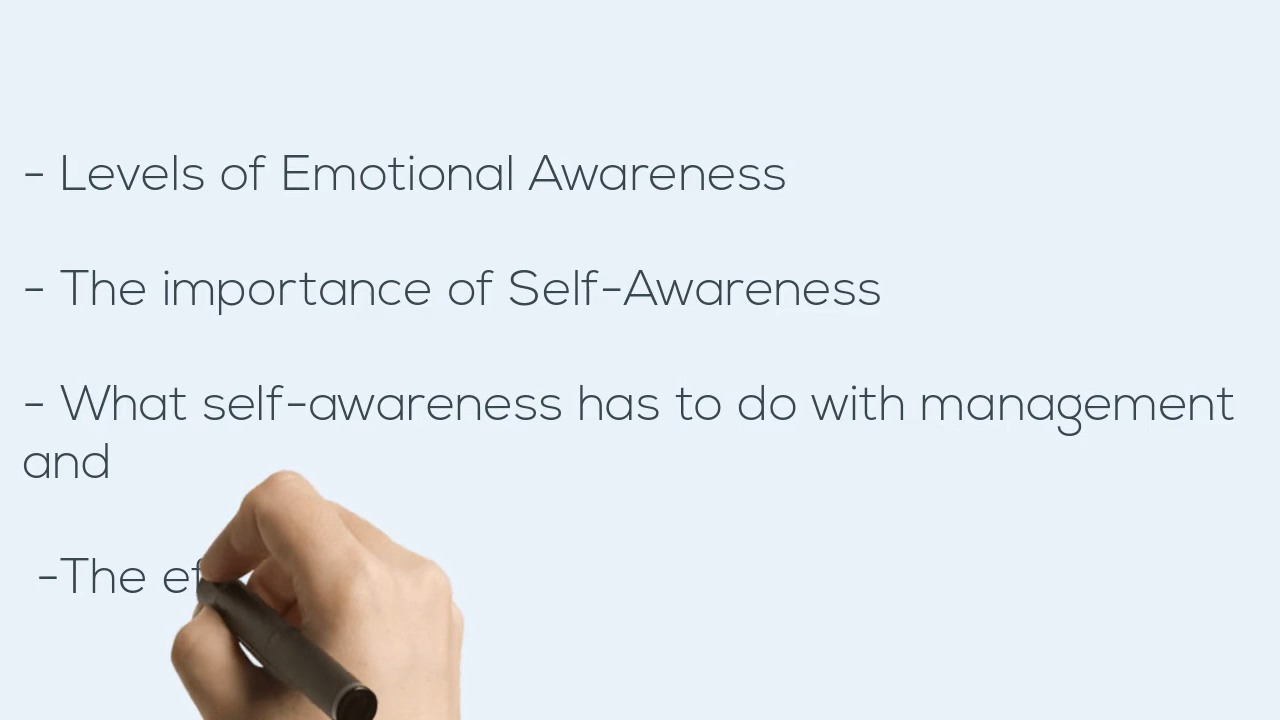 - Levels of Emotional Awareness
- The importance of Self-Awareness
- What self-awareness has to do with management
and
-The